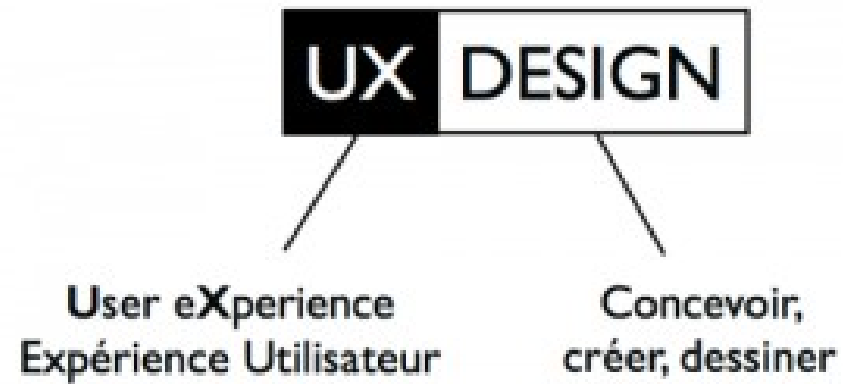 UX DESIGN
User eXperience
Expérience Utilisateur
Concevoir,
créer, dessiner